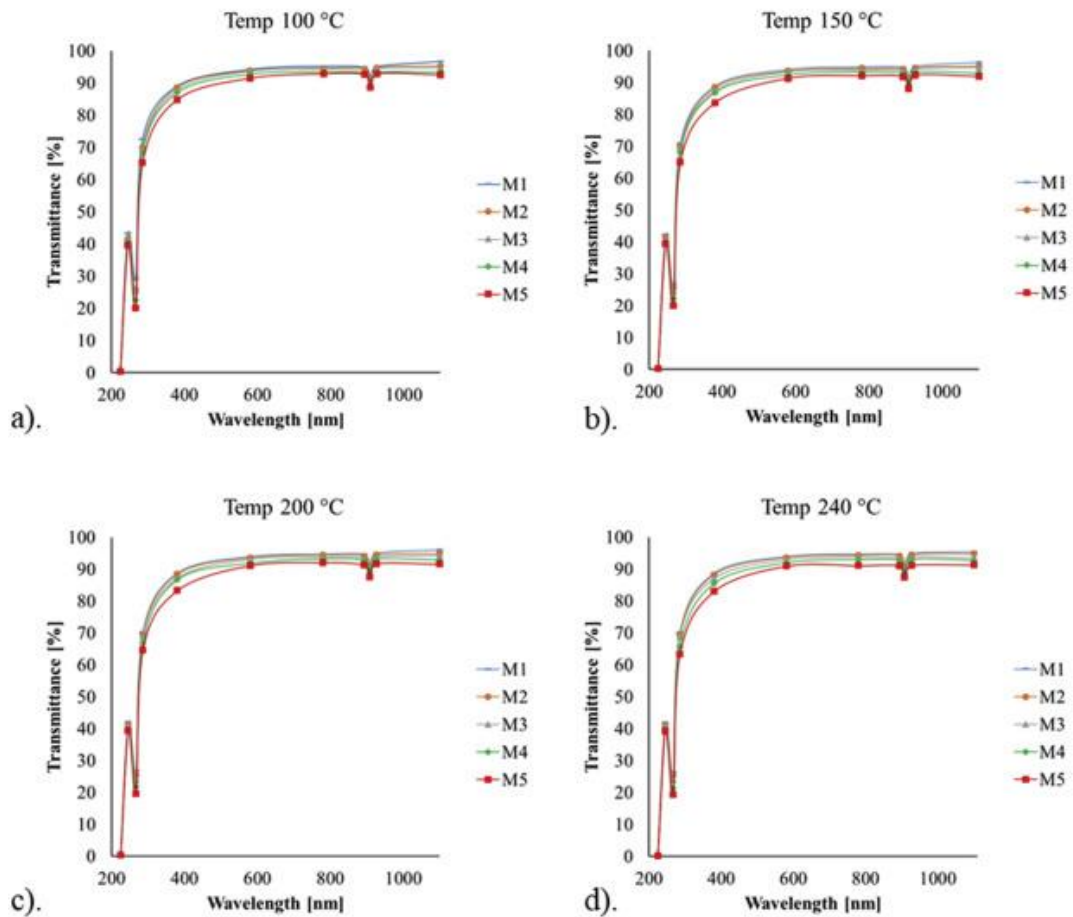 Temp 100 °C
100
90
80
70
60
50
40
30
20
10
0
Transmittance [%]
200 400 600 800 1000
Wavelength [nm]
M1
M2
M3
M4
M5
a).
Temp 150 °C
100
90
80
70
60
50
40
30
20
10
0
Transmittance [%]
200 400 600 800 1000
Wavelength [nm]
M1
M2
M3
M4
M5
b).
Temp 200 °C
100
90
80
70
60
50
40
30
20
10
0
Transmittance [%]
200 400 600 800 1000
Wavelength [nm]
M1
M2
M3
M4
M5
c).
Temp 240 °C
100
90
80
70
60
50
40
30
20
10
0
Transmittance [%]
200 400 600 800 1000
Wavelength [nm]
M1
M2
M3
M4
M5
d).